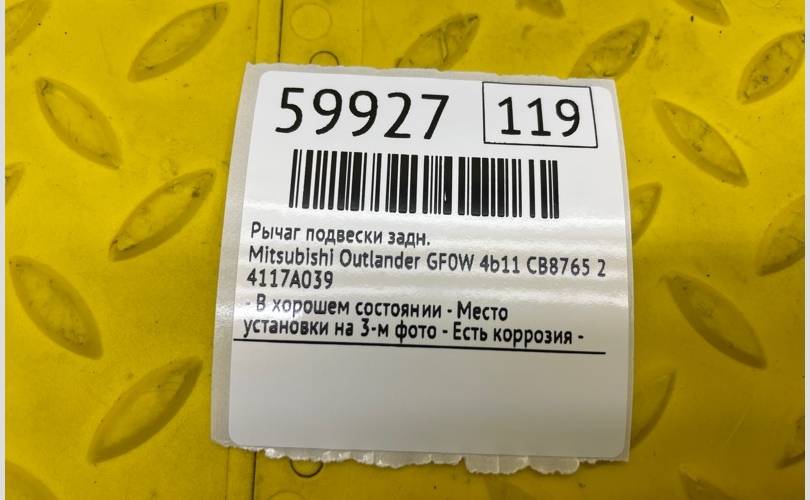 59927 119
Рычаг подвески задн.
Mitsubishi Outlander GF0W 4b11 CB8765 2
4117A039
- В хорошем состоянии - Место
установки на 3-м фото - Есть коррозия -